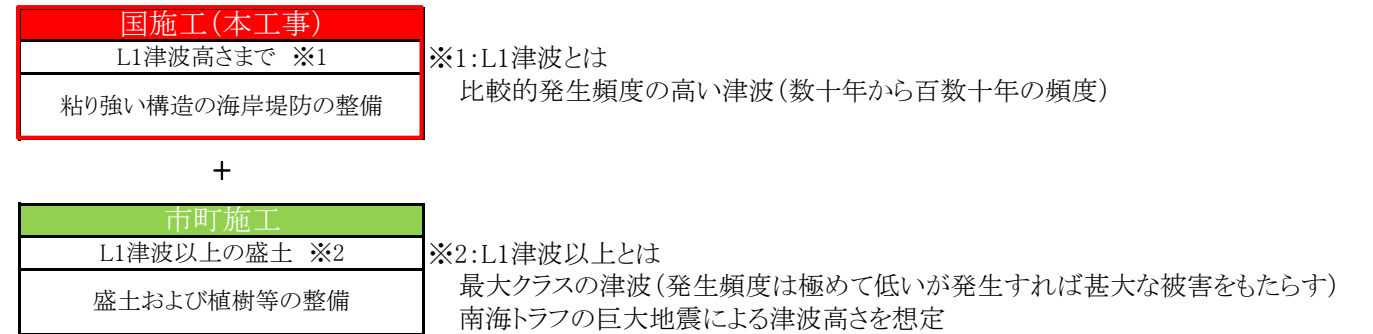 国施工(本工事)
L1津波高さまで ※1
粘り強い構造の海岸堤防の整備
※1:L1津波とは
比較的発生頻度の高い津波(数十年から百数十年の頻度)
+
市町施工
L1津波以上の盛土 ※2
盛土および植樹等の整備
※2:L1津波以上とは
最大クラスの津波(発生頻度は極めて低いが発生すれば甚大な被害をもたらす)
南海トラフの巨大地震による津波高さを想定